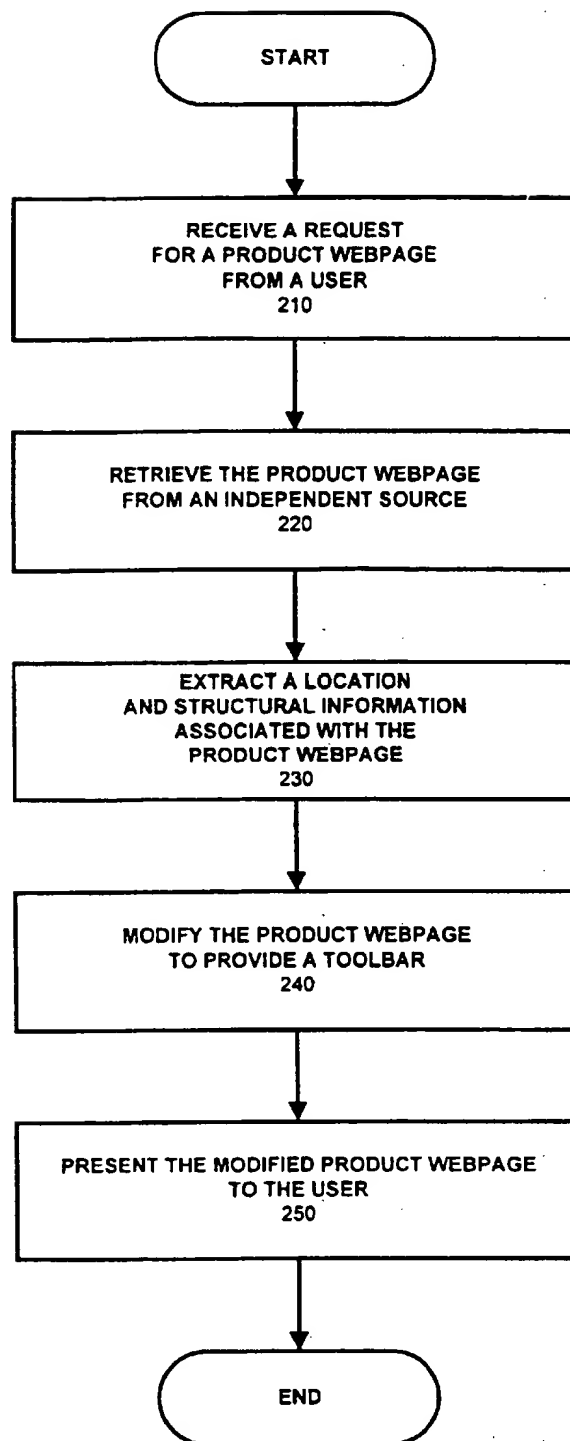 START
RECEIVE A REQUEST
FOR A PRODUCT WEBPAGE
FROM A USER
210
RETRIEVE THE PRODUCT WEBPAGE
FROM AN INDEPENDENT SOURCE
220
EXTRACT A LOCATION
AND STRUCTURAL INFORMATION
ASSOCIATED WITH THE
PRODUCT WEBPAGE
230
MODIFY THE PRODUCT WEBPAGE
TO PROVIDE A TOOLBAR
240
PRESENT THE MODIFIED PRODUCT WEBPAGE
TO THE USER
250
END